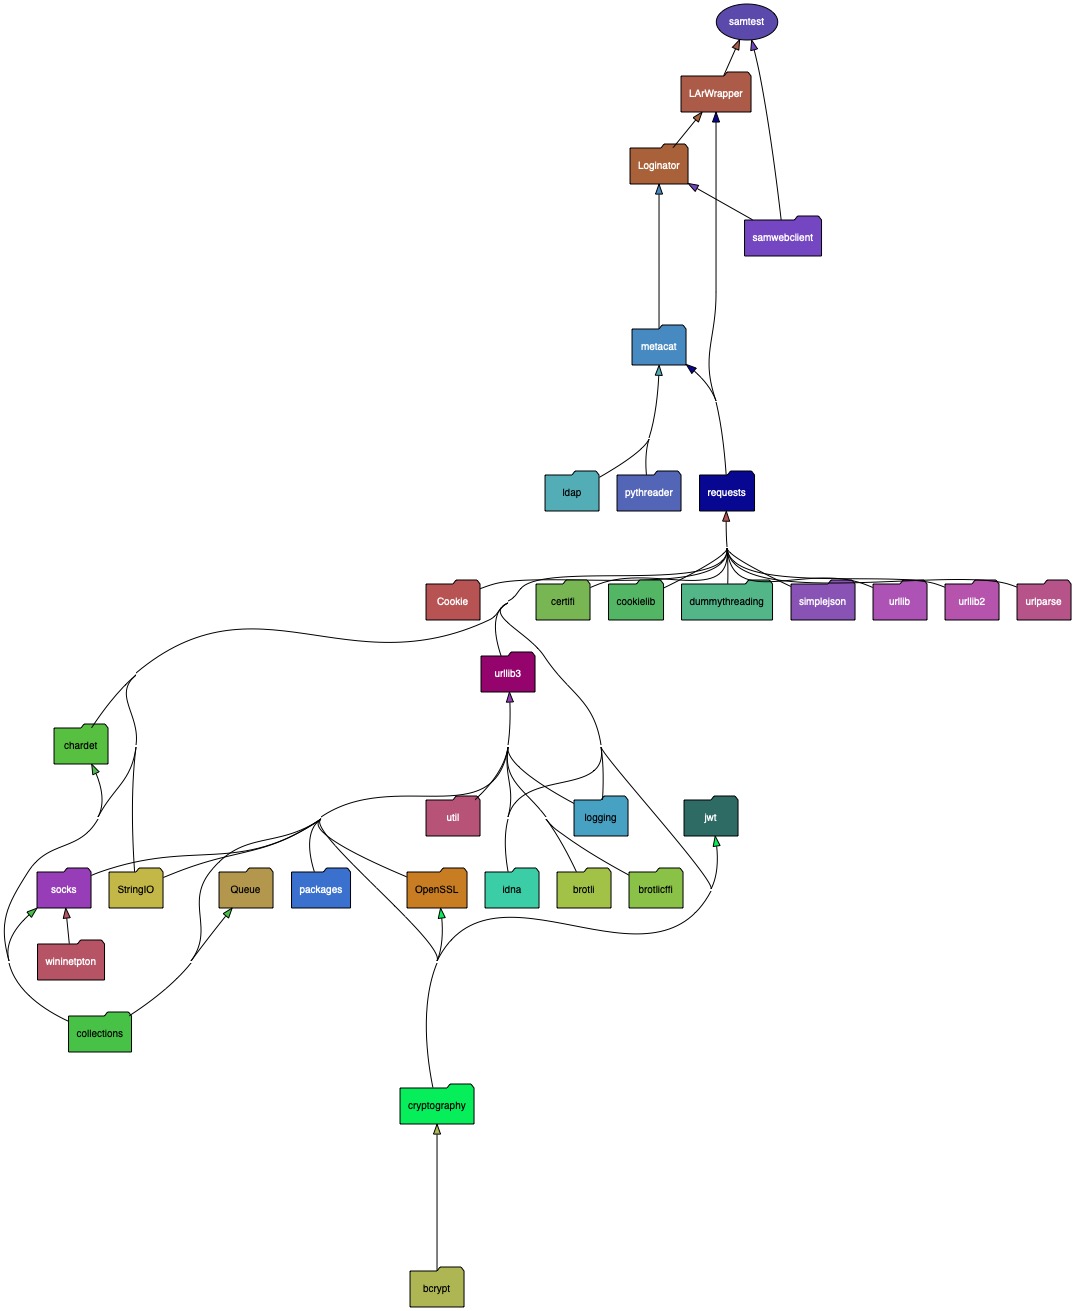 samtest
LArWrapper
Loginator
samwebclient
metacat
ldap
pythreader
requests
Cookie
certifi
cookielib
dummythreading
simplejson
urllib
urllib2
urlparse
urllib3
chardet
util
logging
jwt
socks
StringIO
Queue
packages
OpenSSL
idna
brotli
brotlicffi
wininetpton
collections
cryptography
bcrypt